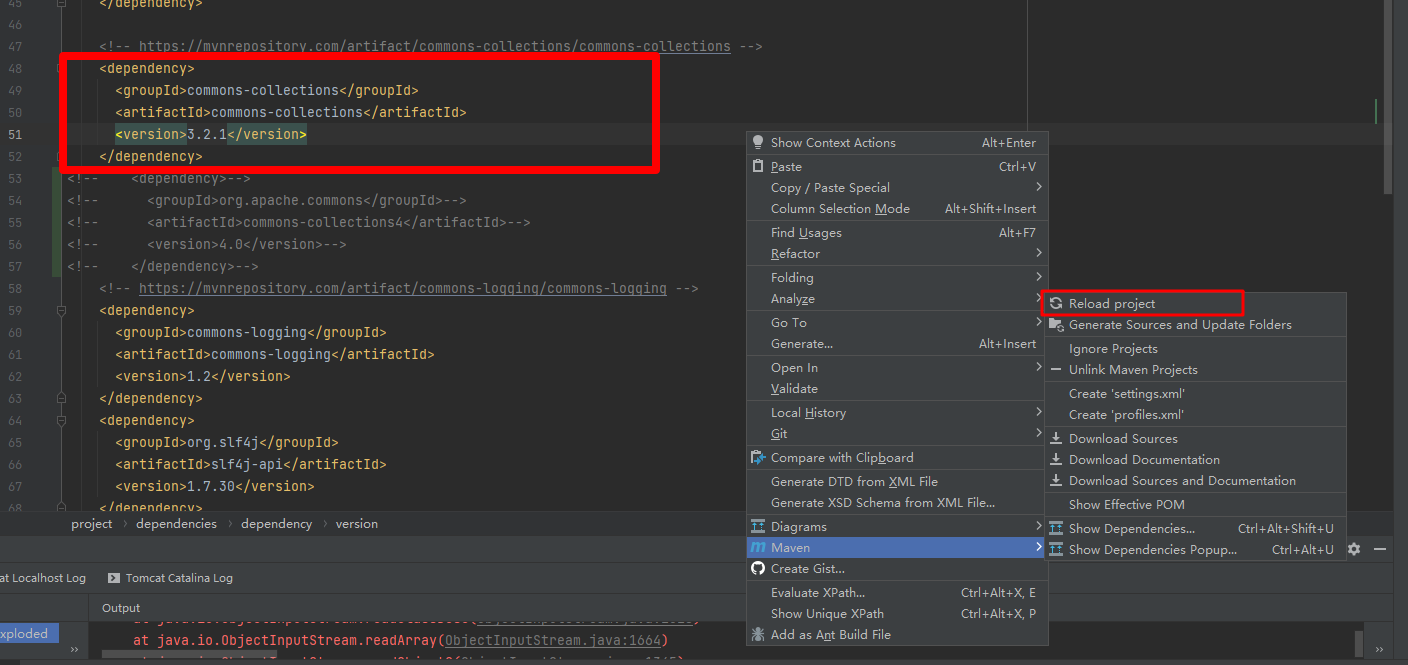 45 </dependency>
46
47 <!-- https://mvnrepository.com/artifact/commons-collections/commons-collections -->
48 <dependency>
49 <groupId>commons-collections</groupId>
50 <artifactId>commons-collections</artifactId>
51 <version>3.2.1</version>
52 </dependency>
53 <!-- <dependency>-->
54 <!-- <groupId>org.apache.commons</groupId>-->
55 <!-- <artifactId>commons-collections4</artifactId>-->
56 <!-- <version>4.0</version>-->
57 <!-- </dependency>-->
58 <!-- https://mvnrepository.com/artifact/commons-logging/commons-logging -->
59 <dependency>
60 <groupId>commons-logging</groupId>
61 <artifactId>commons-logging</artifactId>
62 <version>1.2</version>
63 </dependency>
64 <dependency>
65 <groupId>org.slf4j</groupId>
66 <artifactId>slf4j-api</artifactId>
67 <version>1.7.30</version>
68 </dependency>
project › dependencies › dependency › version
at Localhost Log Tomcat Catalina Log
Output
xploded
at java.io.ObjectInputStream.readArray(ObjectInputStream.java:1664)
Show Context Actions Alt+Enter
Paste Ctrl+V
Copy / Paste Special
Column Selection Mode Alt+Shift+Insert
Find Usages Alt+F7
Refactor
Folding
Analyze
Go To
Generate... Alt+Insert
Open In
Validate
Local History
Git
Compare with Clipboard
Generate DTD from XML File
Generate XSD Schema from XML File...
Diagrams
Maven
Create Gist...
Evaluate XPath... Ctrl+Alt+X, E
Show Unique XPath Ctrl+Alt+X, P
Add as Ant Build File
Reload project
Generate Sources and Update Folders
Ignore Projects
Unlink Maven Projects
Create 'settings.xml'
Create 'profiles.xml'
Download Sources
Download Documentation
Download Sources and Documentation
Show Effective POM
Show Dependencies... Ctrl+Alt+Shift+U
Show Dependencies Popup... Ctrl+Alt+U